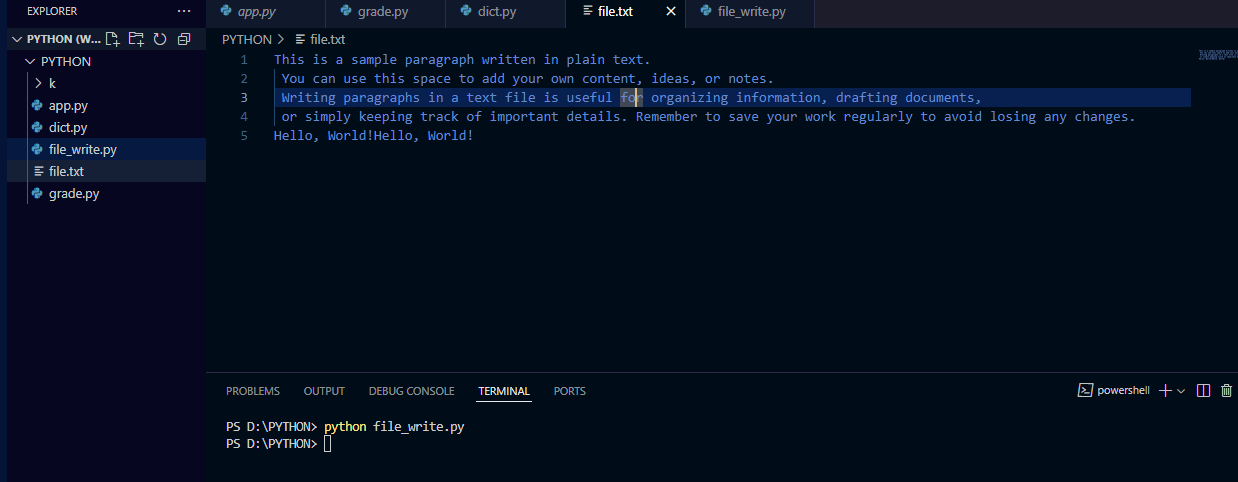 EXPLORER
PYTHON (W...
PYTHON
k
app.py
dict.py
file_write.py
file.txt
grade.py
app.py grade.py dict.py file.txt file_write.py
PYTHON > file.txt
1 This is a sample paragraph written in plain text.
2 You can use this space to add your own content, ideas, or notes.
3 Writing paragraphs in a text file is useful for organizing information, drafting documents,
4 or simply keeping track of important details. Remember to save your work regularly to avoid losing any changes.
5 Hello, World!Hello, World!
PROBLEMS OUTPUT DEBUG CONSOLE TERMINAL PORTS
powershell
PS D:\PYTHON> python file_write.py
PS D:\PYTHON>